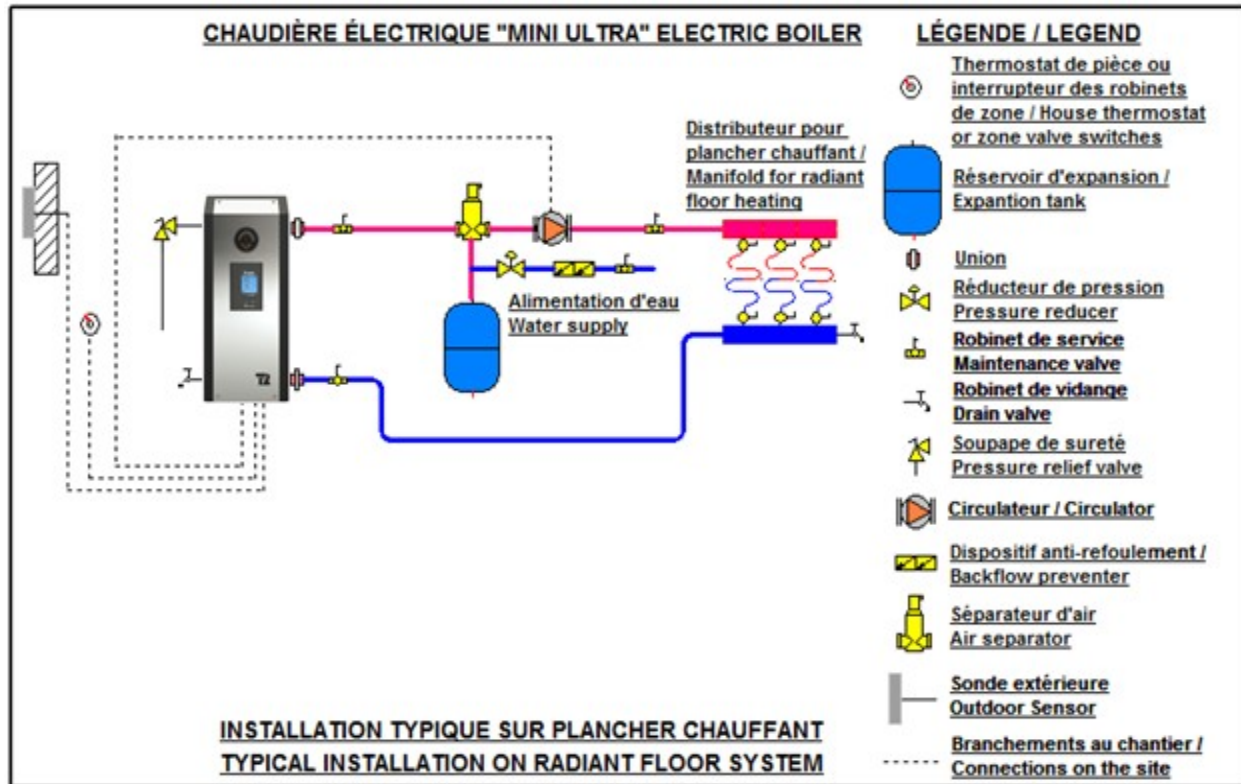 CHAUDIÈRE ÉLECTRIQUE "MINI ULTRA" ELECTRIC BOILER
LÉGENDE / LEGEND
Thermostat de pièce ou
interrupteur des robinets
de zone / House thermostat
or zone valve switches
Distributeur pour
plancher chauffant /
Manifold for radiant
floor heating
Réservoir d'expansion /
Expantion tank
Union
Alimentation d'eau
Water supply
Réducteur de pression
Pressure reducer
Robinet de service
Maintenance valve
T2
Robinet de vidange
Drain valve
Soupape de sureté
Pressure relief valve
Circulateur / Circulator
Dispositif anti-refoulement /
Backflow preventer
Séparateur d'air
Air separator
Sonde extérieure
Outdoor Sensor
INSTALLATION TYPIQUE SUR PLANCHER CHAUFFANT
TYPICAL INSTALLATION ON RADIANT FLOOR SYSTEM
Branchements au chantier /
Connections on the site